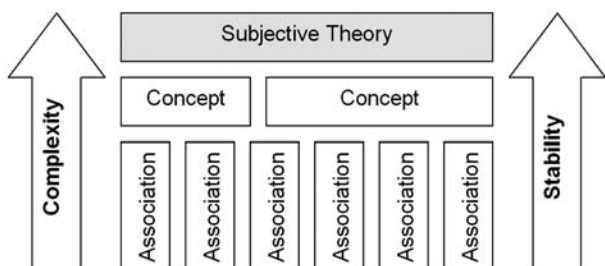 Subjective Theory
Concept
Concept
Complexity
Association
Association
Association
Association
Association
Association
Stability